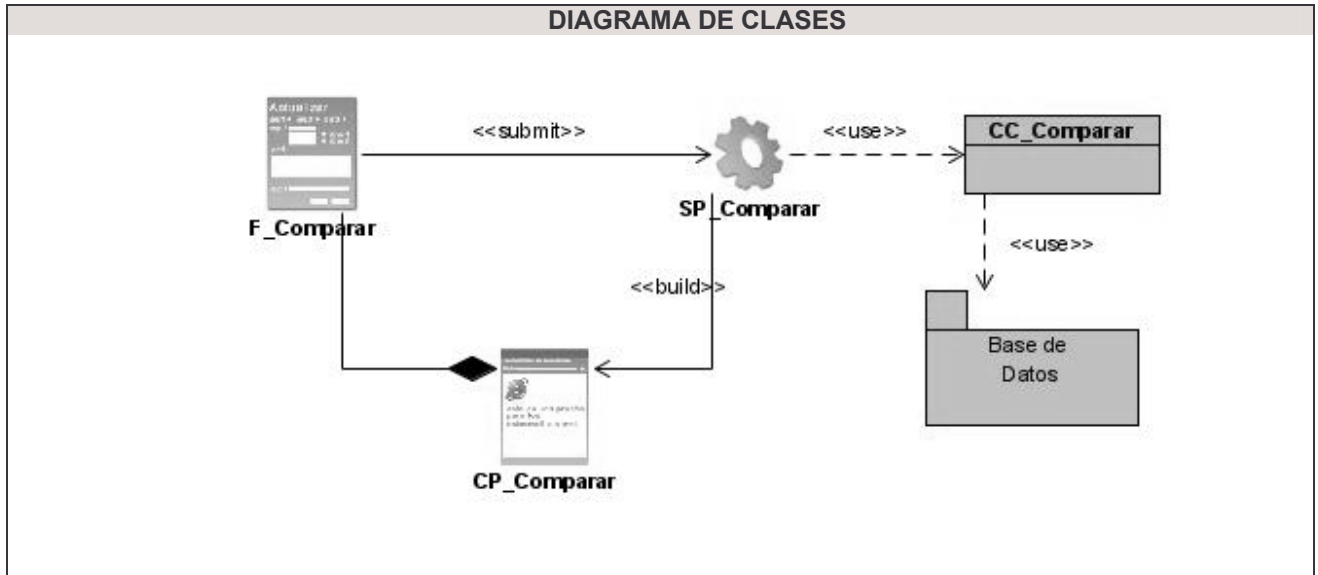 DIAGRAMA DE CLASES
<<submit>>
<<use>>
CC_Comparar
SP_Comparar
F_Comparar
<<use>>
<<build>>
Base de
Datos
CP_Comparar